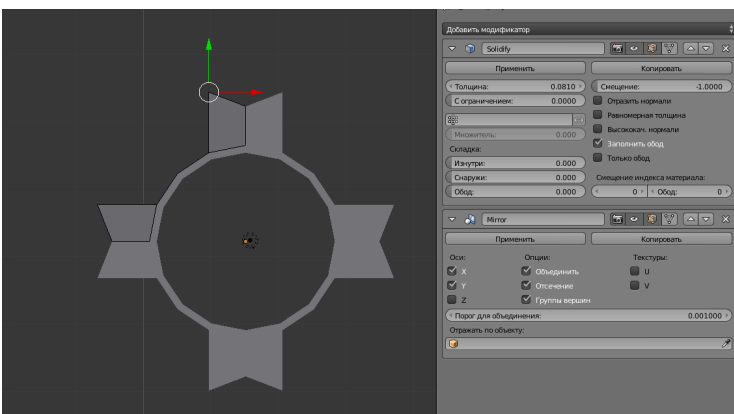 Добавить модификатор
Solidify
Применить Копировать
Толщина: 0.0810 Смещение: -1.0000
С ограничением: 0.0000 Отразить нормали
Равномерная толщина
Высококач. нормали
Множитель: 0.000 Заполнить обод
Складка: Только обод
Изнутри: 0.000
Снаружи: 0.000 Смещение индекса материала:
Обод: 0.000 0 Обод: 0
Mirror
Применить Копировать
Оси: Опции: Текстуры:
X Объединить U
Y Отсечение V
Z Группы вершин
Порог для объединения: 0.001000
Отражать по объекту: